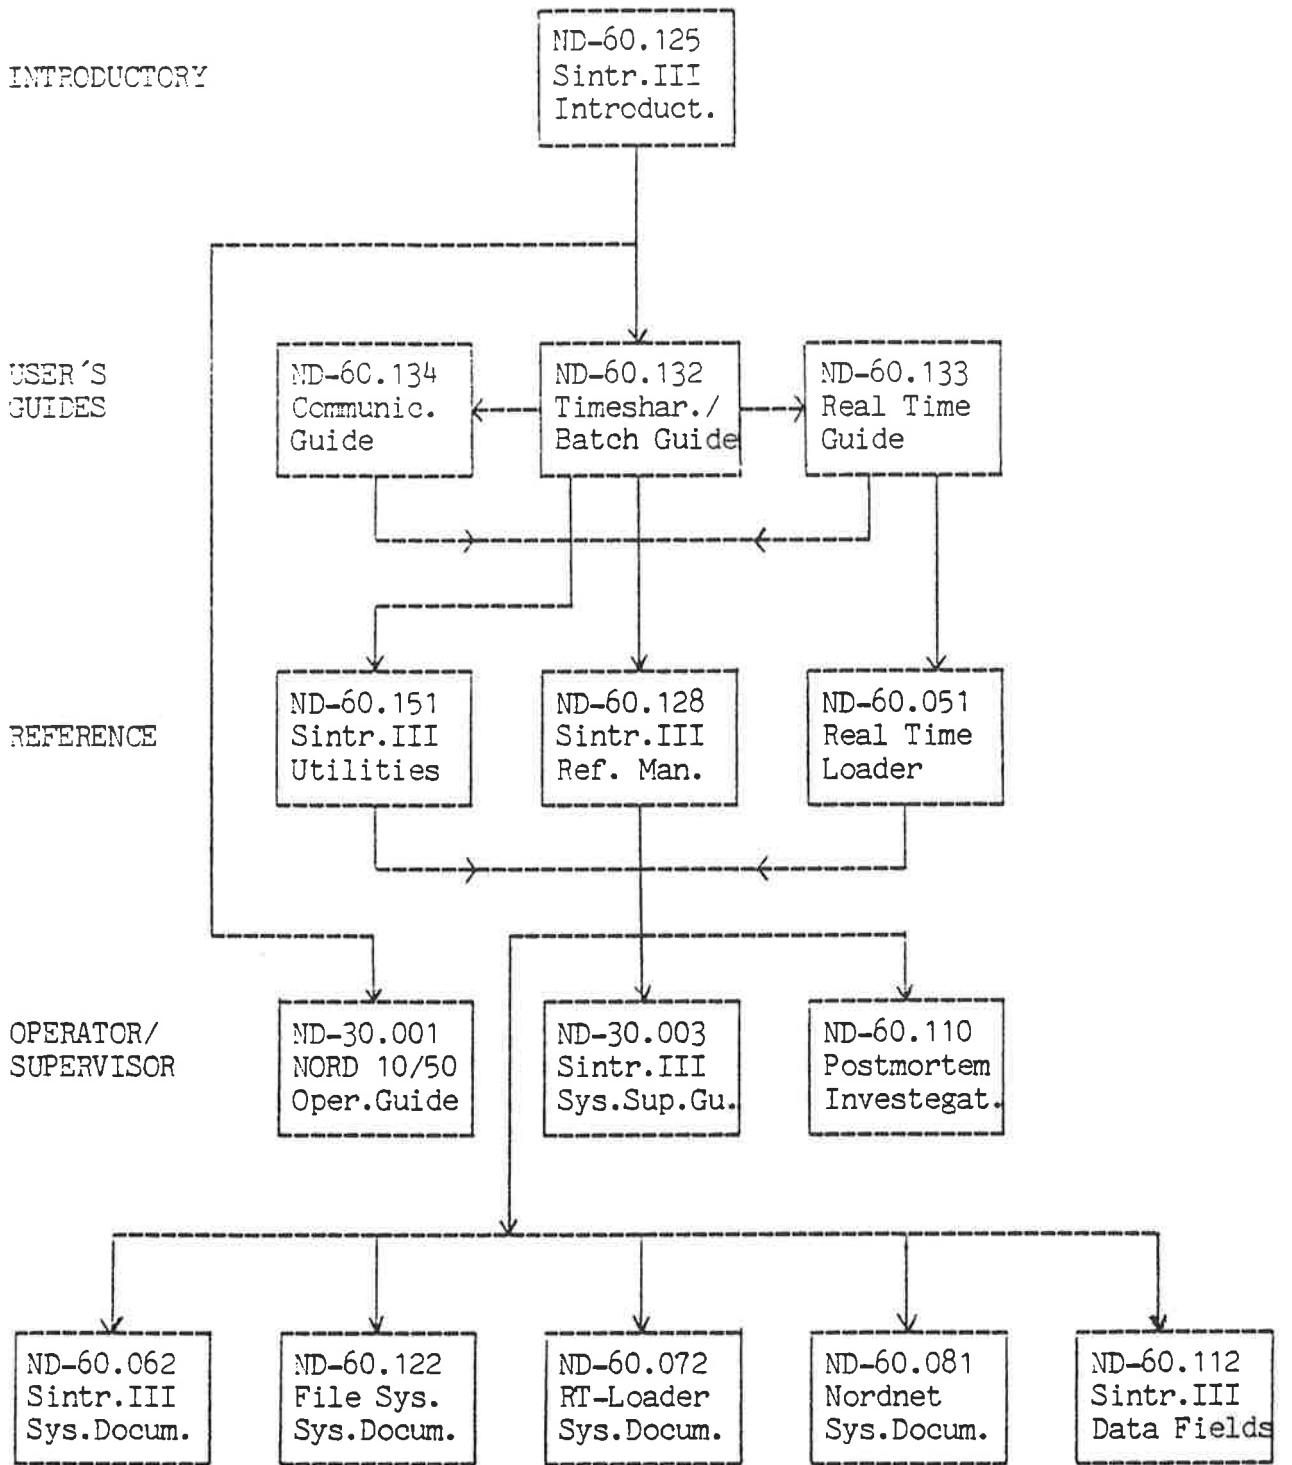 INTRODUCTORY
ND-60.125
Sintr.III
Introduct.
USER'S
GUIDES
ND-60.134
Communic.
Guide
ND-60.132
Timeshar./
Batch Guide
ND-60.133
Real Time
Guide
REFERENCE
ND-60.151
Sintr.III
Utilities
ND-60.128
Sintr.III
Ref. Man.
ND-60.051
Real Time
Loader
OPERATOR/
SUPERVISOR
ND-30.001
NORD 10/50
Oper.Guide
ND-30.003
Sintr.III
Sys.Sup.Gu.
ND-60.110
Postmortem
Investegat.
ND-60.062
Sintr.III
Sys.Docum.
ND-60.122
File Sys.
Sys.Docum.
ND-60.072
RT-Loader
Sys.Docum.
ND-60.081
Nordnet
Sys.Docum.
ND-60.112
Sintr.III
Data Fields